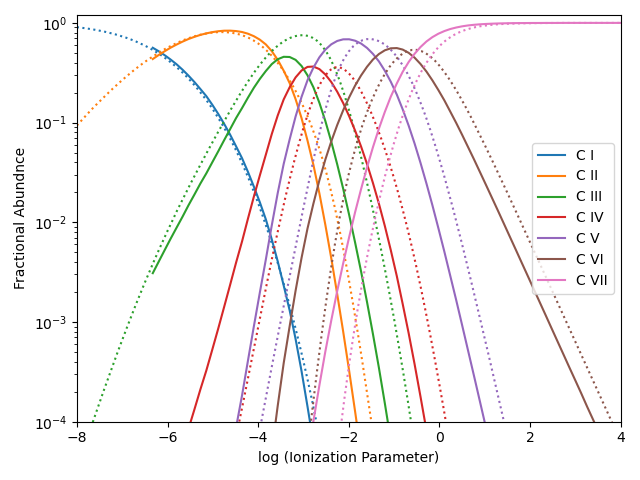 10⁰
10⁻¹
10⁻²
10⁻³
10⁻⁴
Fractional Abundnce
C I
C II
C III
C IV
C V
C VI
C VII
−8 −6 −4 −2 0 2 4
log (Ionization Parameter)